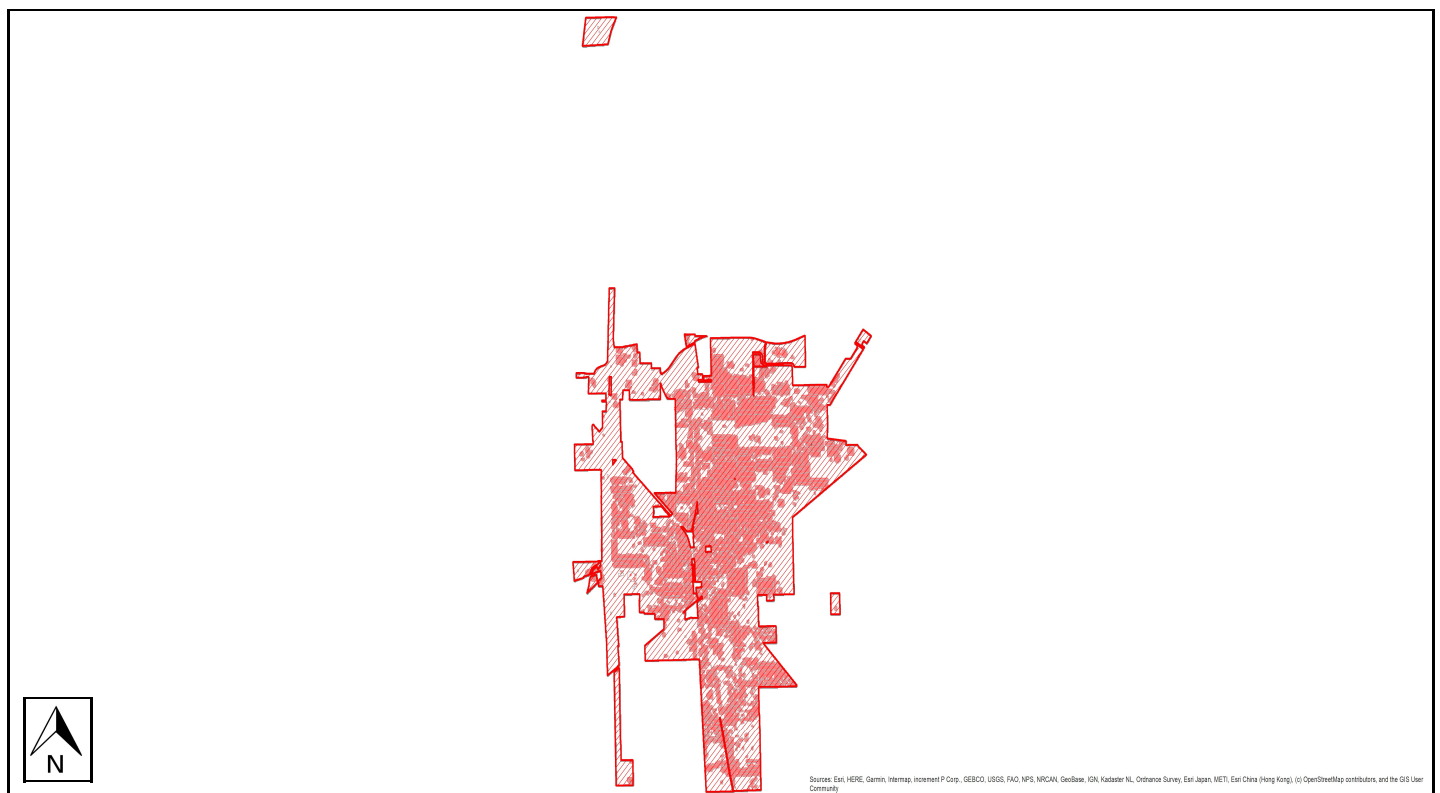 N
Sources: Esri, HERE, Garmin, Intermap, increment P Corp., GEBCO, USGS, FAO, NPS, NRCAN, GeoBase, IGN, Kadaster NL, Ordnance Survey, Esri Japan, METI, Esri China (Hong Kong), (c) OpenStreetMap contributors, and the GIS User
Community